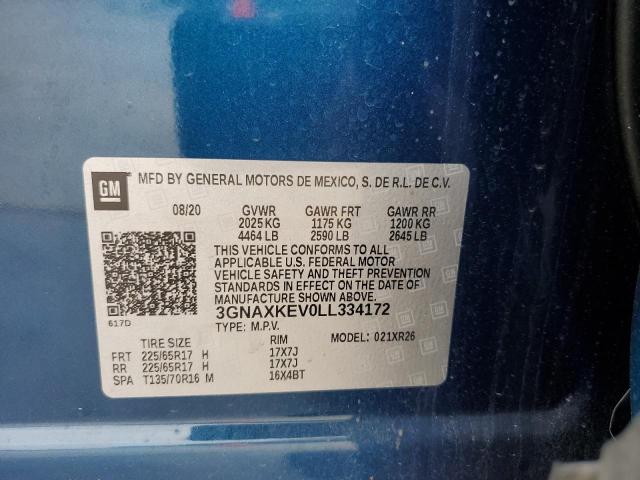 GM MFD BY GENERAL MOTORS DE MEXICO, S. DE R.L. DE C.V.
08/20 GVWR GAWR FRT GAWR RR
2025 KG 1175 KG 1200 KG
4464 LB 2590 LB 2645 LB
THIS VEHICLE CONFORMS TO ALL
APPLICABLE U.S. FEDERAL MOTOR
VEHICLE SAFETY AND THEFT PREVENTION
STANDARDS IN EFFECT ON THE DATE OF
MANUFACTURE SHOWN ABOVE.
617D 3GNAXKEV0LL334172
TYPE: M.P.V.
TIRE SIZE RIM MODEL: 021XR26
FRT 225/65R17 H 17X7J
RR 225/65R17 H 17X7J
SPA T135/70R16 M 16X4BT